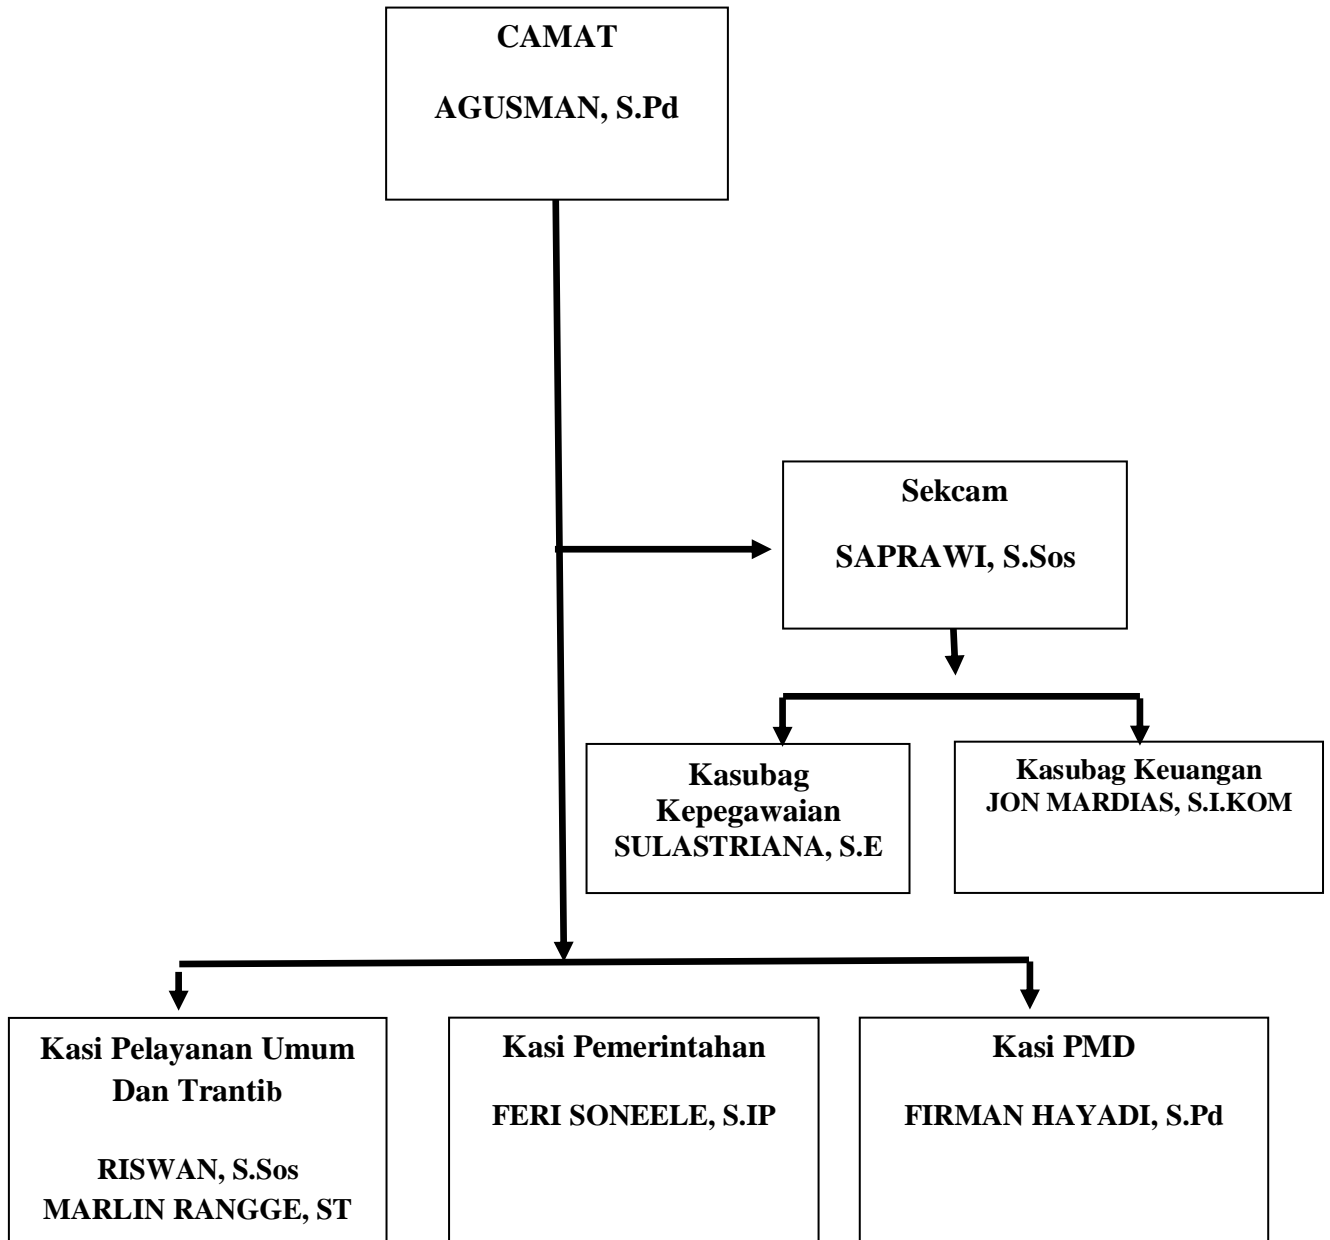 CAMAT
AGUSMAN, S.Pd
Sekcam
SAPRAWI, S.Sos
Kasubag
Kepegawaian
SULASTRIANA, S.E
Kasubag Keuangan
JON MARDIAS, S.I.KOM
Kasi Pelayanan Umum
Dan Trantib
RISWAN, S.Sos
MARLIN RANGGE, ST
Kasi Pemerintahan
FERI SONEELE, S.IP
Kasi PMD
FIRMAN HAYADI, S.Pd